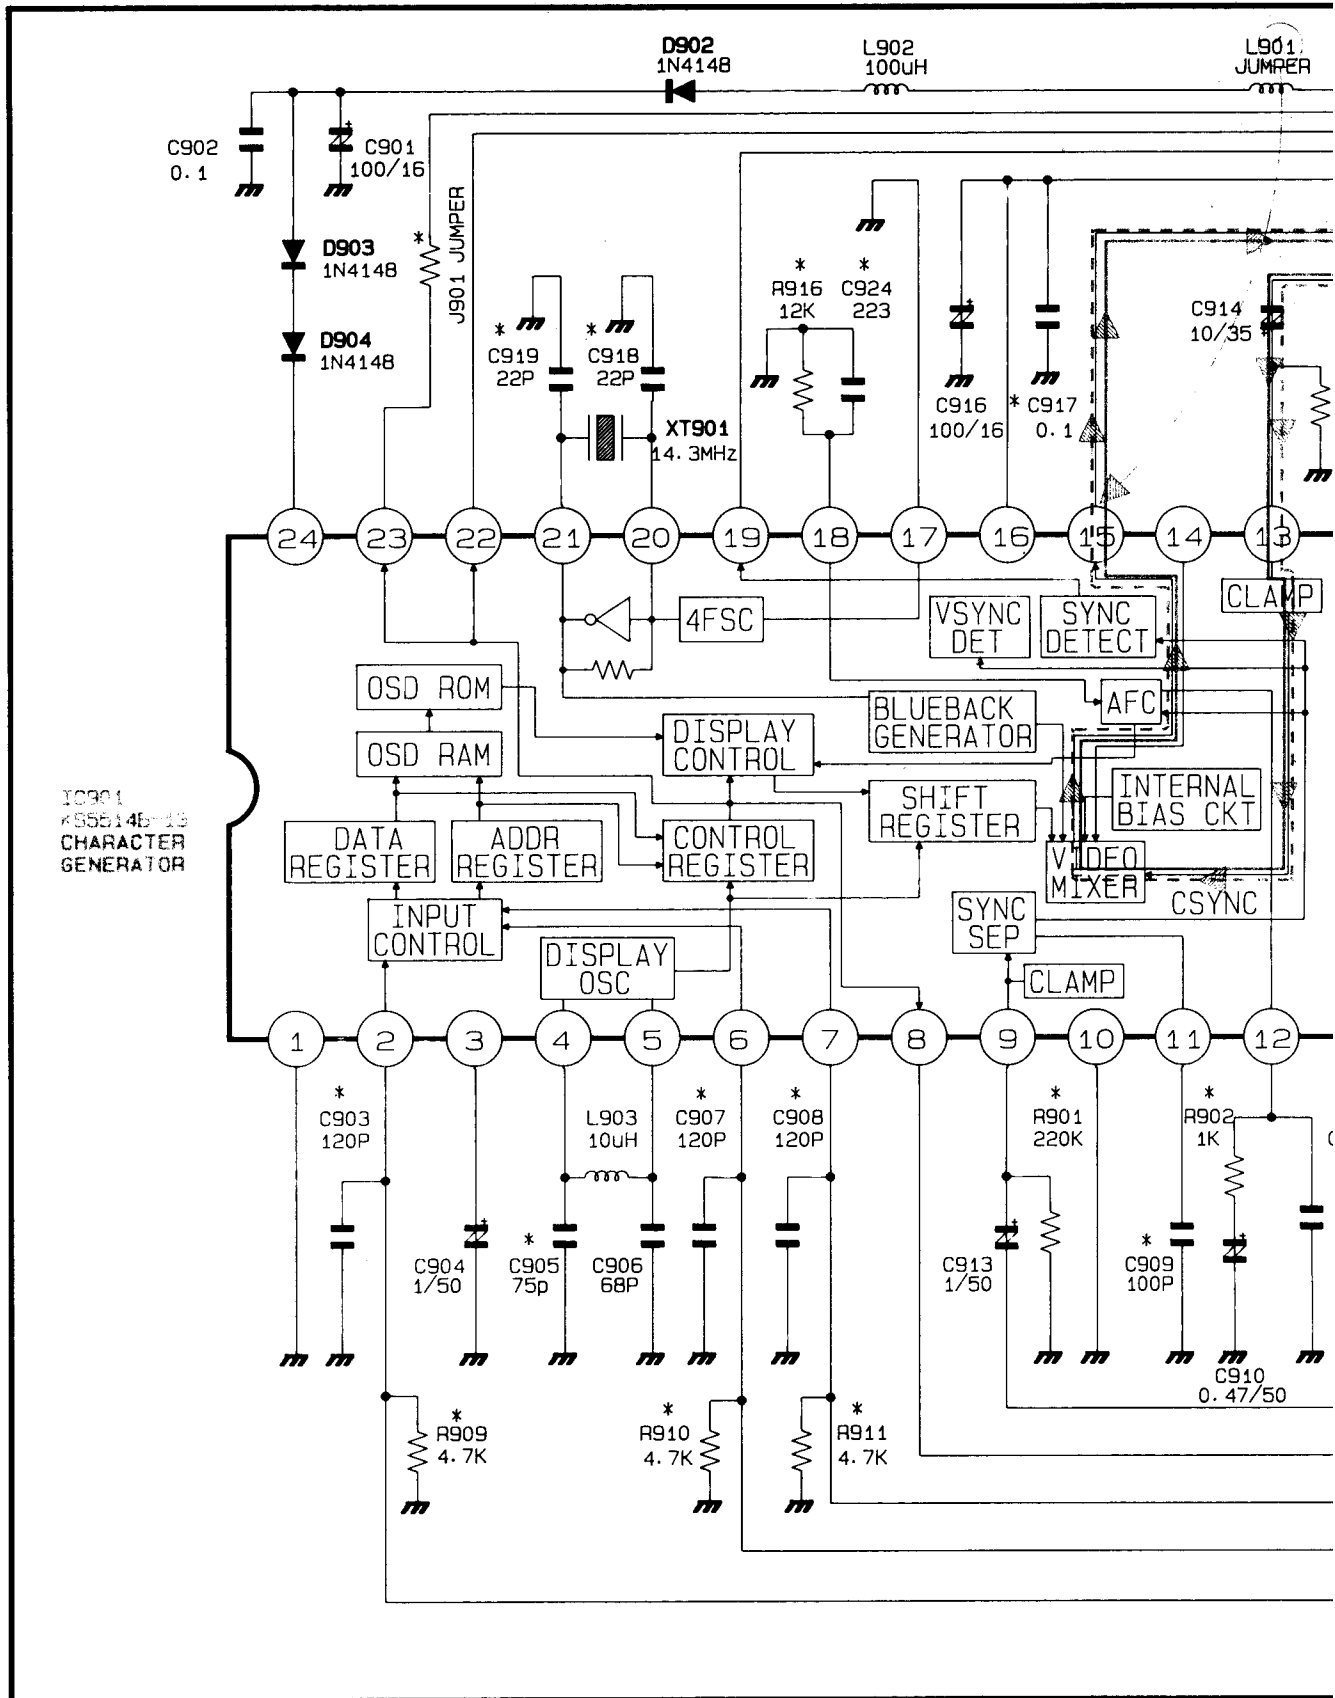 D902
1N4148
L902
100uH
L901
JUMPER
C902
0.1
C901
100/16
*
J901 JUMPER
D903
1N4148
D904
1N4148
*
C919
22P
*
C918
22P
XT901
14.3MHz
*
R916
12K
*
C924
223
C916
100/16
*
C917
0.1
C914
10/35
24
23
22
21
20
19
18
17
16
15
14
13
CLAMP
4FSC
VSYNC
DET
SYNC
DETECT
OSD ROM
OSD RAM
DISPLAY
CONTROL
BLUEBACK
GENERATOR
AFC
INTERNAL
BIAS CKT
SHIFT
REGISTER
DATA
REGISTER
ADDR
REGISTER
CONTROL
REGISTER
VIDEO
MIXER
CSYNC
INPUT
CONTROL
DISPLAY
OSC
SYNC
SEP
CLAMP
IC901
CHARACTER
GENERATOR
1
2
3
4
5
6
7
8
9
10
11
12
*
C903
120P
L903
10uH
*
C907
120P
*
C908
120P
*
R901
220K
*
R902
1K
C904
1/50
*
C905
75p
C906
68P
C913
1/50
*
C909
100P
C910
0.47/50
*
R909
4.7K
*
R910
4.7K
*
R911
4.7K